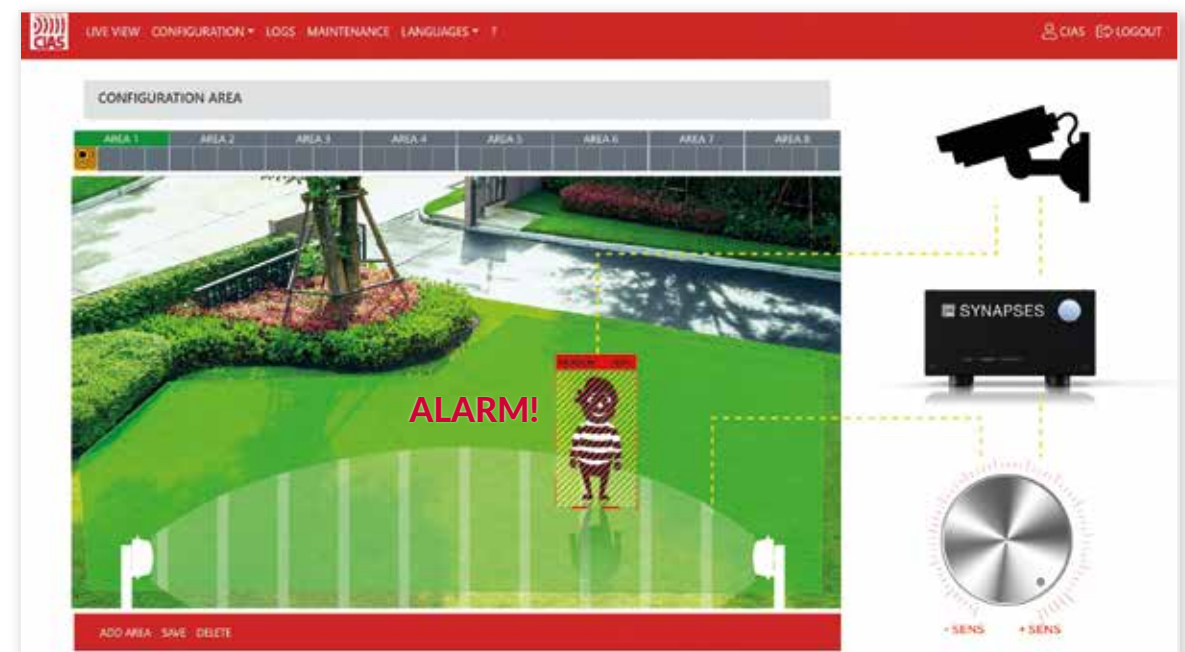 CIAS
LIVE VIEW CONFIGURATION LOGS MAINTENANCE LANGUAGES ?
CIAS LOGOUT
CONFIGURATION AREA
AREA 1 AREA 2 AREA 3 AREA 4 AREA 5 AREA 6 AREA 7 AREA 8
SYNAPSES
ALARM!
- SENS + SENS
ADD AREA SAVE DELETE